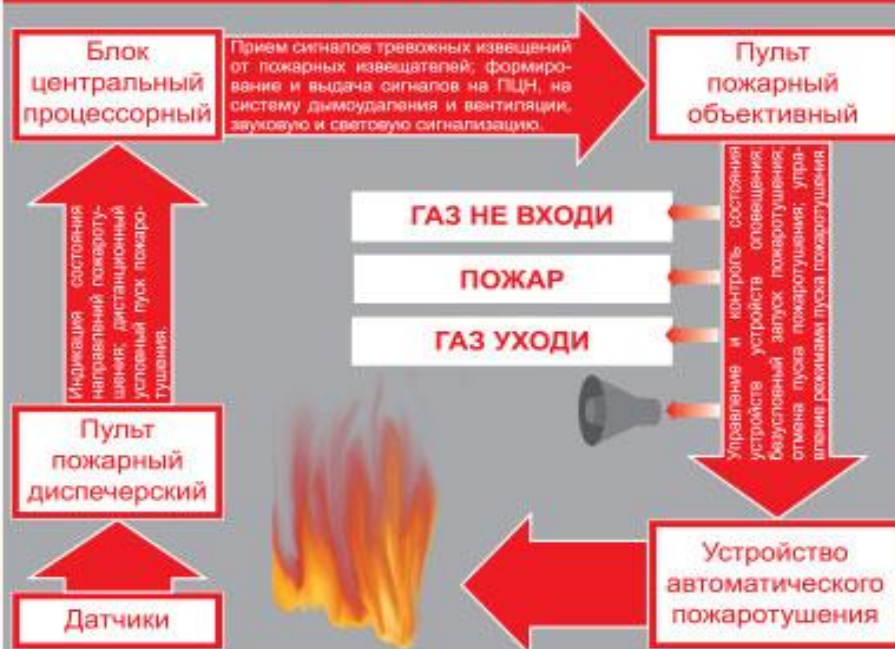 Блок
центральный
процессорный
Прием сигналов тревожных извещений
от пожарных извещателей; формиро-
вание и выдача сигналов на ПЦН, на
систему дымоудаления и вентиляции,
звуковую и световую сигнализацию.
Пульт
пожарный
объективный
Управление и контроль состояния
устройств устройств оповещения;
безусловный запуск пожаротушения;
отмена пуска пожаротушения; упра-
вление режимами пуска пожаротушения.
ГАЗ НЕ ВХОДИ
ПОЖАР
ГАЗ УХОДИ
Индикация состояния
направлений пожароту-
шения; дистанционный
условный пуск пожаро-
тушения.
Пульт
пожарный
диспечерский
Датчики
Устройство
автоматического
пожаротушения